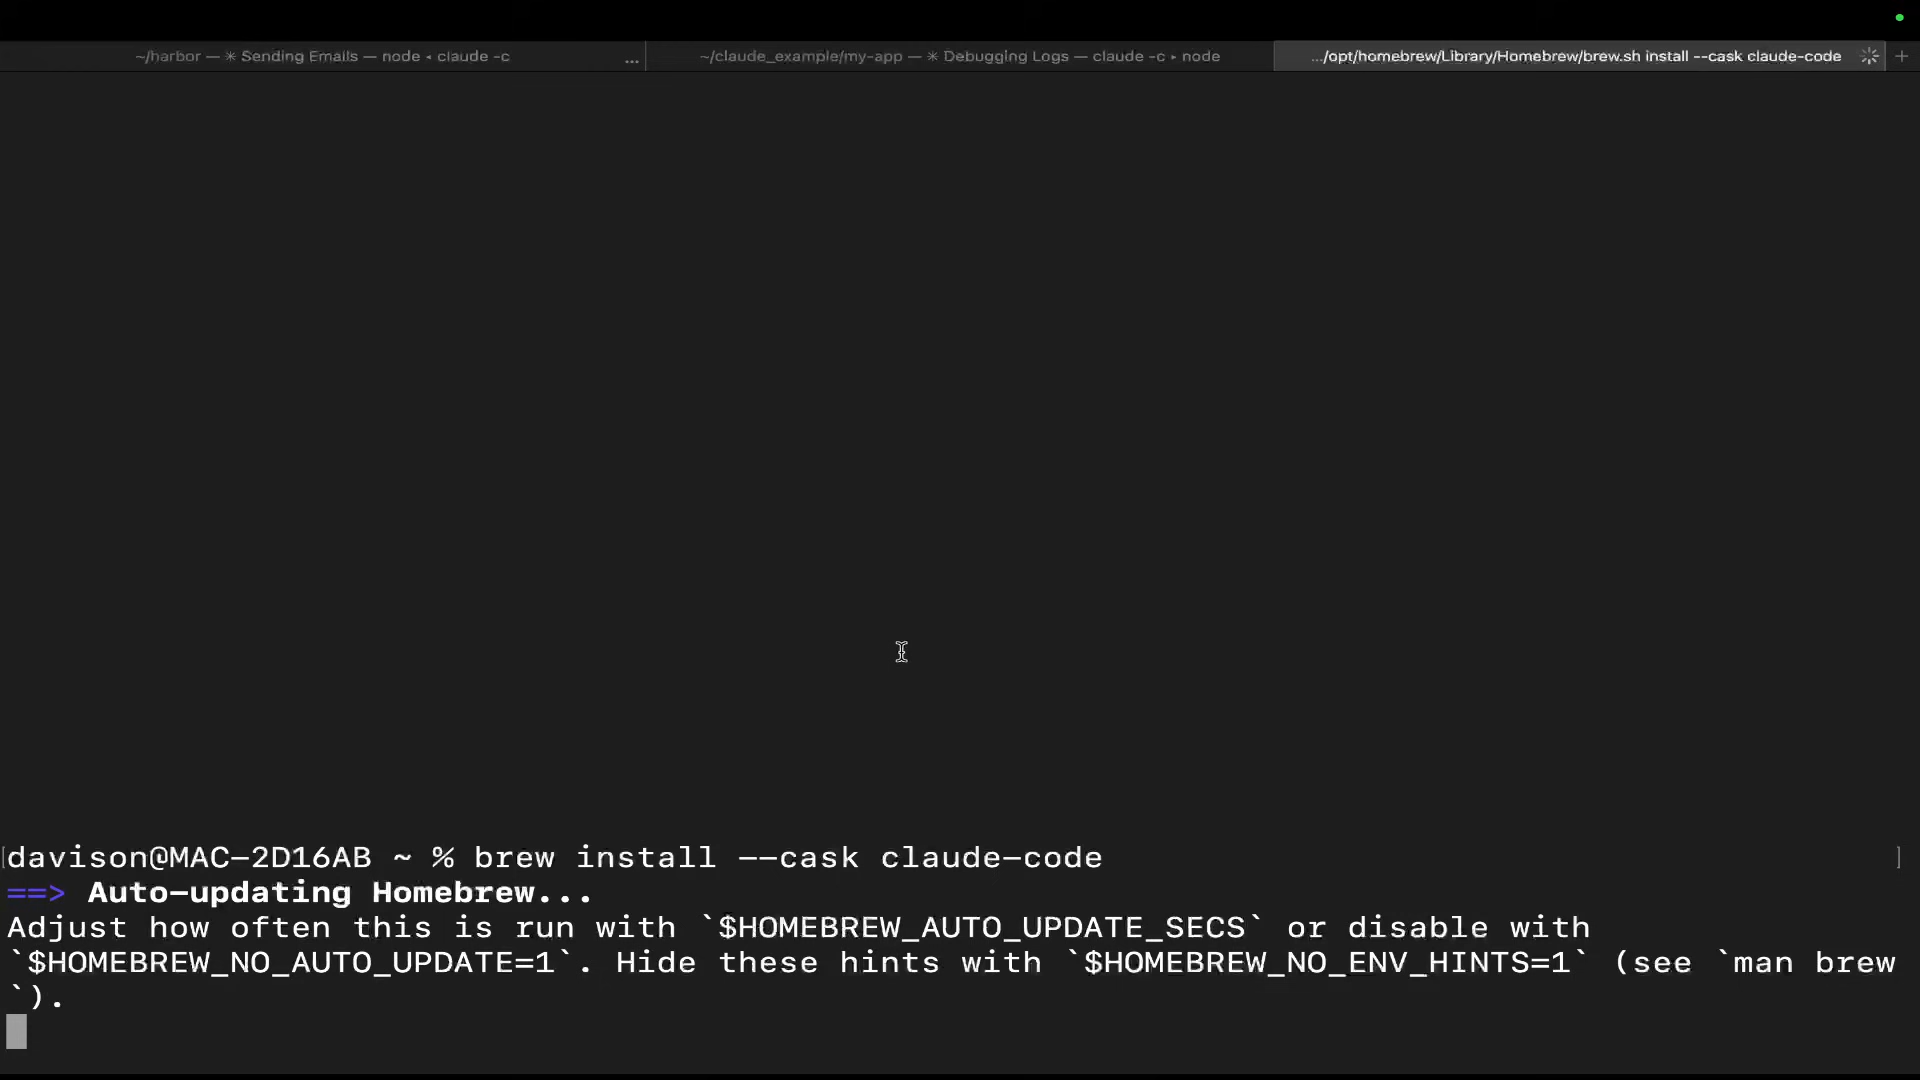 ~/harbor — ✳ Sending Emails — node ◂ claude -c
...
~/claude_example/my-app — ✳ Debugging Logs — claude -c ▸ node
.../opt/homebrew/Library/Homebrew/brew.sh install --cask claude-code
+
[davison@MAC-2D16AB ~ % brew install --cask claude-code ]
==> Auto-updating Homebrew...
Adjust how often this is run with `$HOMEBREW_AUTO_UPDATE_SECS` or disable with
`$HOMEBREW_NO_AUTO_UPDATE=1`. Hide these hints with `$HOMEBREW_NO_ENV_HINTS=1` (see `man brew
`).